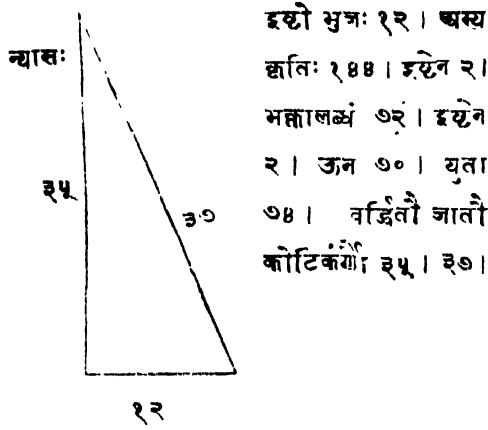 न्यासः
३५
३७
१२
इष्टो भुजः १२ । अस्य
कृतिः १४४ । इष्टेन २ ।
भक्तालब्धं ७२ । इष्टेन
२ । ऊन ७० । युता
७४ । वर्द्धितौ जातौ
कोटिकर्णौ ३५ । ३७ ।